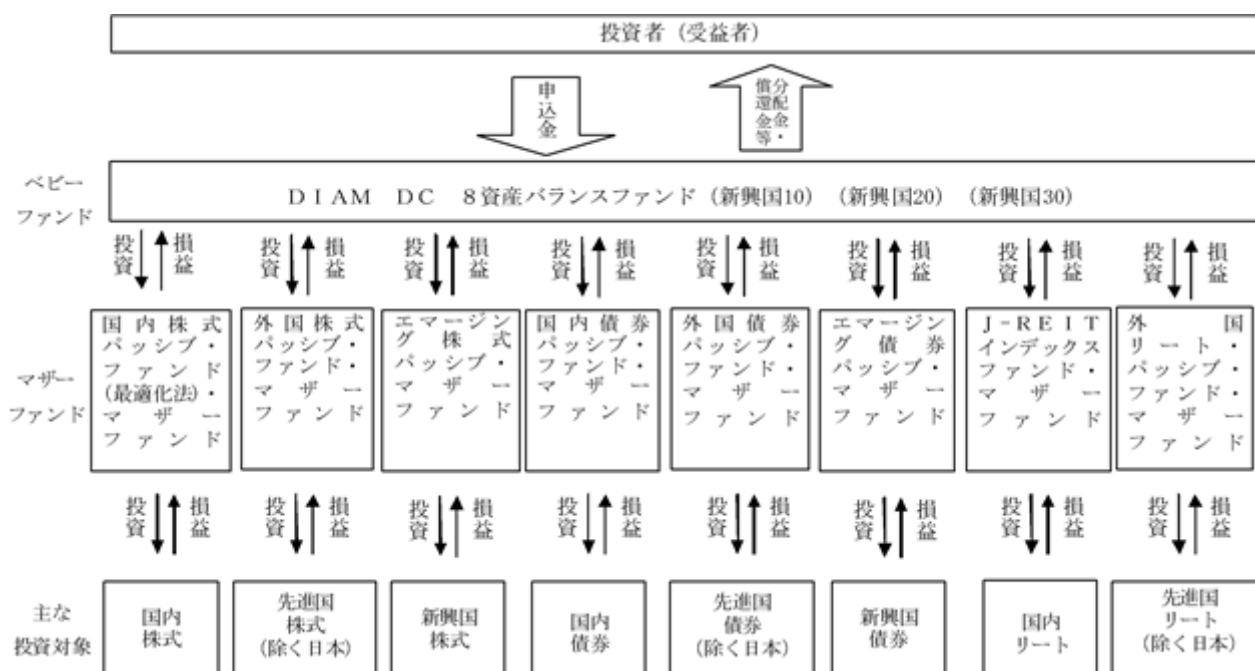 投資者（受益者）
申込金
分配金・
償還金等
ベビー
ファンド
ＤＩＡＭ　ＤＣ　８資産バランスファンド（新興国10）（新興国20）（新興国30）
投資
損益
投資
損益
投資
損益
投資
損益
投資
損益
投資
損益
投資
損益
投資
損益
マザー
ファンド
国内株式
パッシブ・
ファンド
(最適化法)・
マザー
ファンド
外国株式
パッシブ・
ファンド・
マザー
ファンド
エマージン
グ株式
パッシブ・
マザー
ファンド
国内債券
パッシブ・
ファンド・
マザー
ファンド
外国債券
パッシブ・
ファンド・
マザー
ファンド
エマージン
グ債券
パッシブ・
マザー
ファンド
Ｊ－ＲＥＩＴ
インデックス
ファンド・
マザー
ファンド
外国
リート・
パッシブ・
ファンド・
マザー
ファンド
投資
損益
投資
損益
投資
損益
投資
損益
投資
損益
投資
損益
投資
損益
投資
損益
主な
投資対象
国内
株式
先進国
株式
(除く日本)
新興国
株式
国内
債券
先進国
債券
(除く日本)
新興国
債券
国内
リート
先進国
リート
(除く日本)